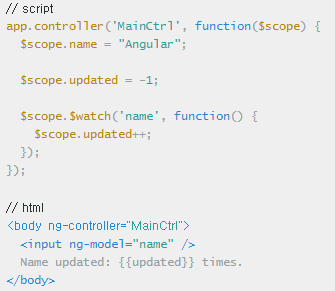 // script
app.controller('MainCtrl', function($scope) {
  $scope.name = "Angular";
  $scope.updated = -1;
  $scope.$watch('name', function() {
    $scope.updated++;
  });
});
// html
<body ng-controller="MainCtrl">
  <input ng-model="name" />
  Name updated: {{updated}} times.
</body>